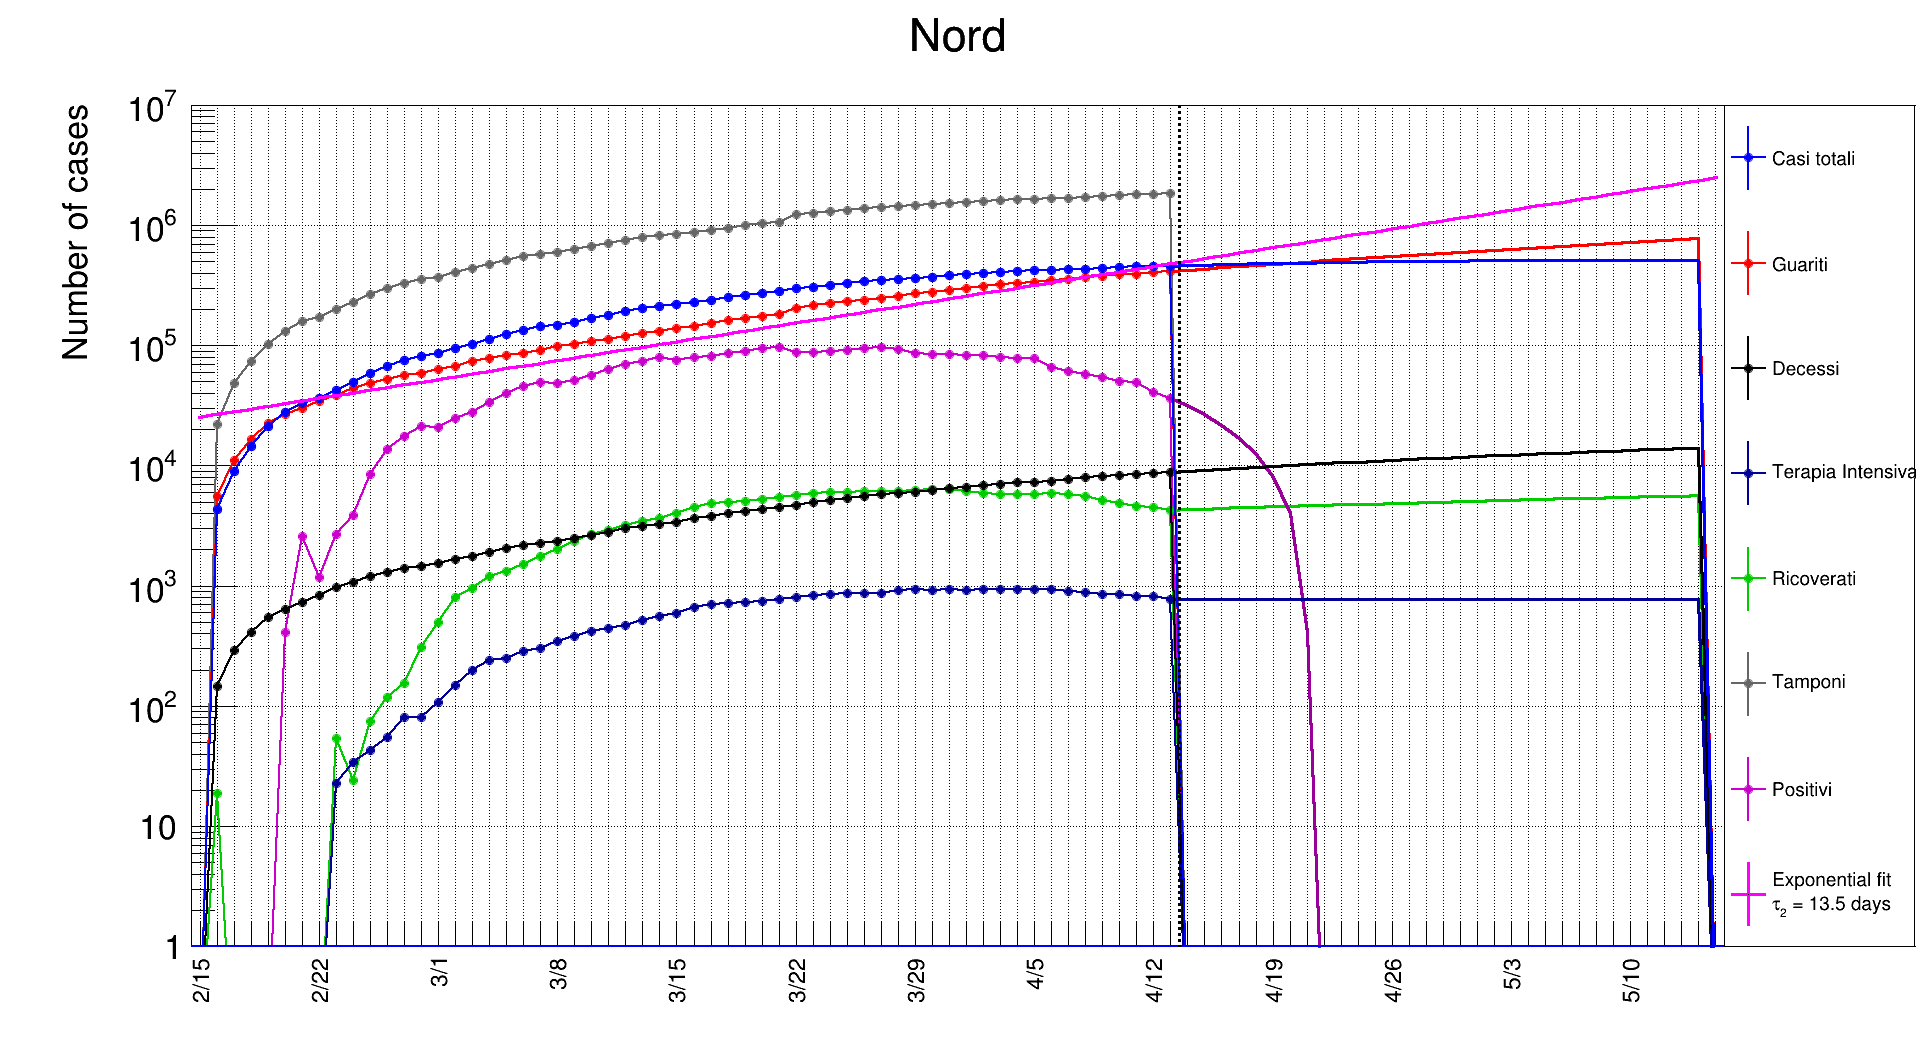 Nord
Number of cases
10^7
10^6
10^5
10^4
10^3
10^2
10
1
2/15
2/22
3/1
3/8
3/15
3/22
3/29
4/5
4/12
4/19
4/26
5/3
5/10
Casi totali
Guariti
Decessi
Terapia Intensiva
Ricoverati
Tamponi
Positivi
Exponential fit
τ₂ = 13.5 days